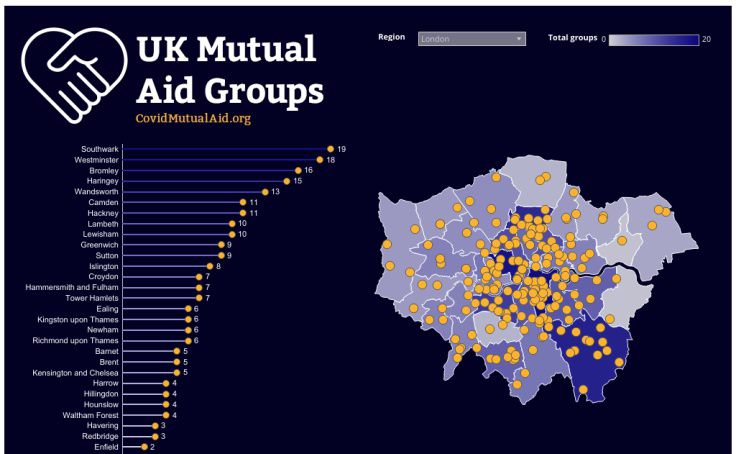 UK Mutual
Aid Groups
CovidMutualAid.org
Region
London
Total groups 0 20
Southwark 19
Westminster 18
Bromley 16
Haringey 15
Wandsworth 13
Camden 11
Hackney 11
Lambeth 10
Lewisham 10
Greenwich 9
Sutton 9
Islington 8
Croydon 7
Hammersmith and Fulham 7
Tower Hamlets 7
Ealing 6
Kingston upon Thames 6
Newham 6
Richmond upon Thames 6
Barnet 5
Brent 5
Kensington and Chelsea 5
Harrow 4
Hillingdon 4
Hounslow 4
Waltham Forest 4
Havering 3
Redbridge 3
Enfield 2